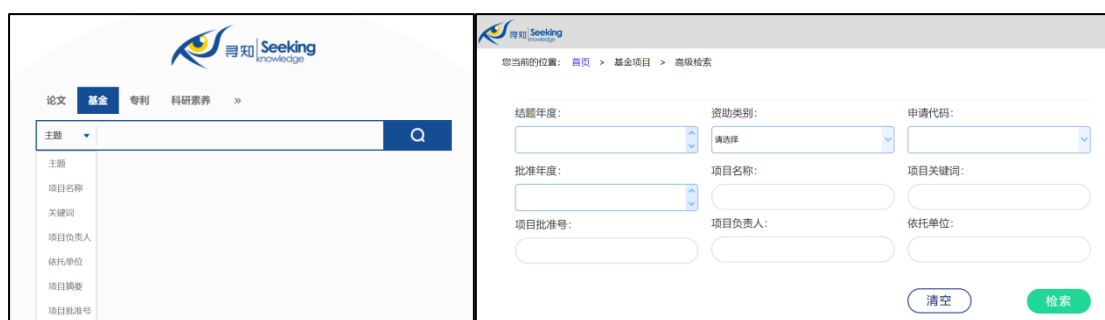 寻知 Seeking
knowledge
论文 基金 专利 科研素养 »
主题
主题
项目名称
关键词
项目负责人
依托单位
项目摘要
项目批准号
寻知 Seeking
knowledge
您当前的位置: 首页 > 基金项目 > 高级检索
结题年度: 资助类别: 申请代码:
请选择
批准年度: 项目名称: 项目关键词:
项目批准号: 项目负责人: 依托单位:
清空 检索